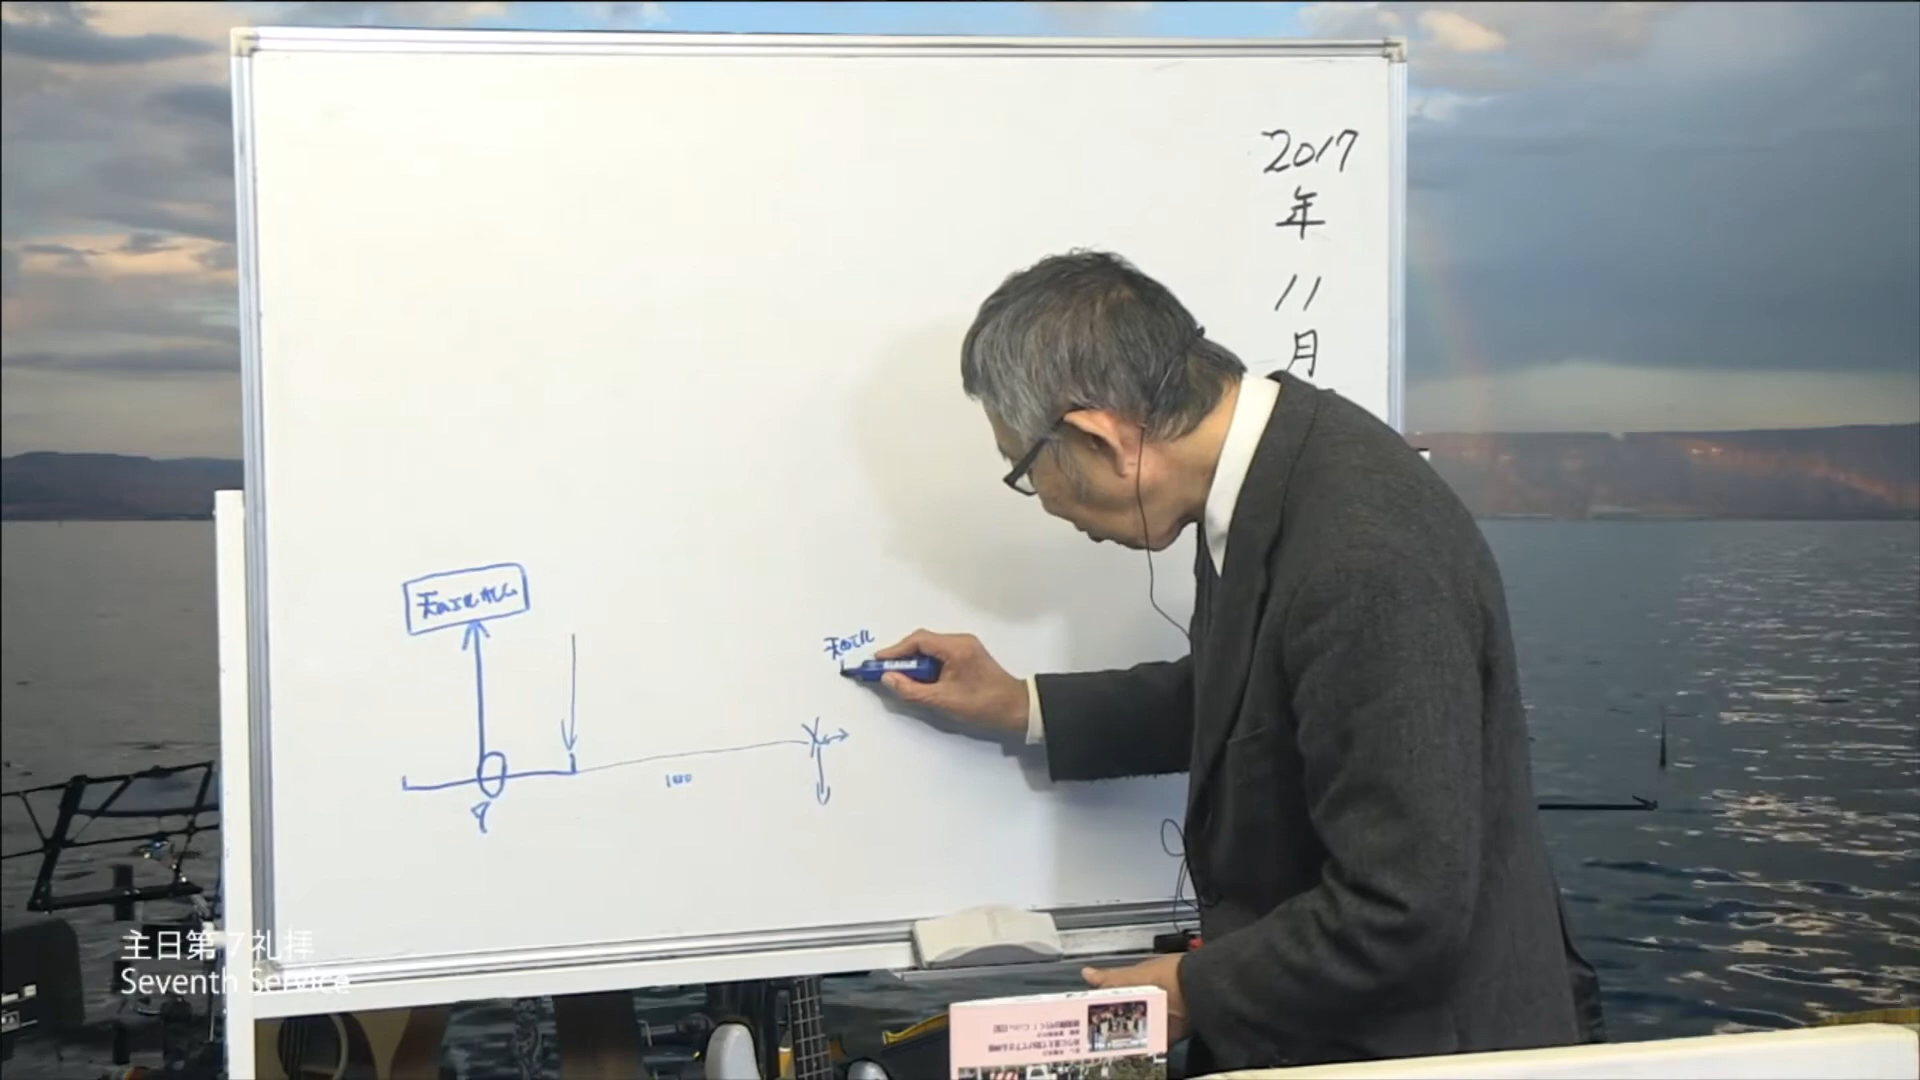 2017
年
11
月
天のエルサレム
天のエル
7
100
主日第7礼拝
Seventh Service